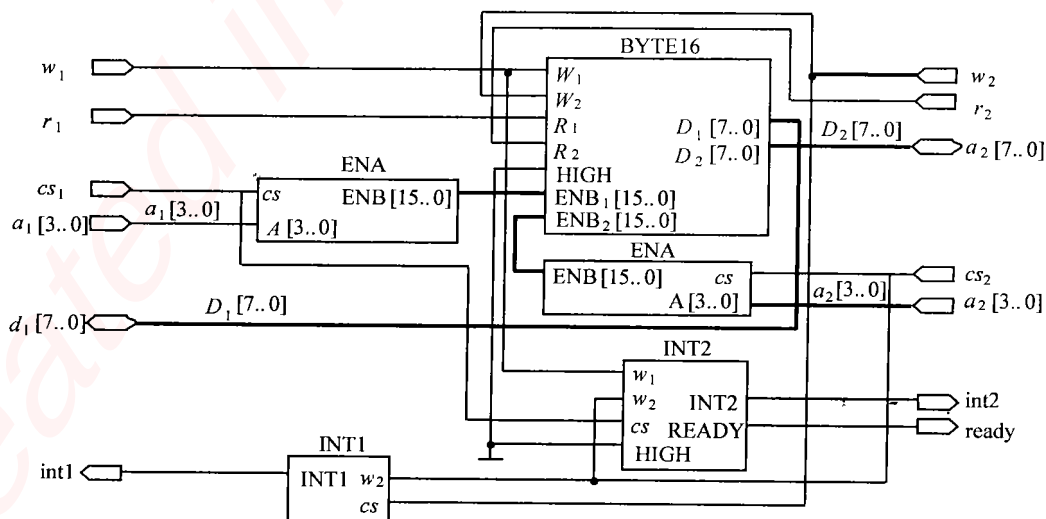 BYTE16
w₁
W₁
w₂
W₂
r₂
r₁
R₁
D₁ [7..0]
D₂[7..0]
R₂
D₂ [7..0]
a₂ [7..0]
ENA
HIGH
cs₁
cs
ENB [15..0]
ENB₁ [15..0]
a₁ [3..0]
a₁ [3..0]
A [3..0]
ENB₂ [15..0]
ENA
ENB [15..0]
cs
cs₂
A [3..0]
a₂ [3..0]
a₂ [3..0]
d₁ [7..0]
D₁ [7..0]
INT2
w₁
w₂
INT2
int2
cs
READY
ready
HIGH
INT1
int1
INT1
w₂
cs
eated in